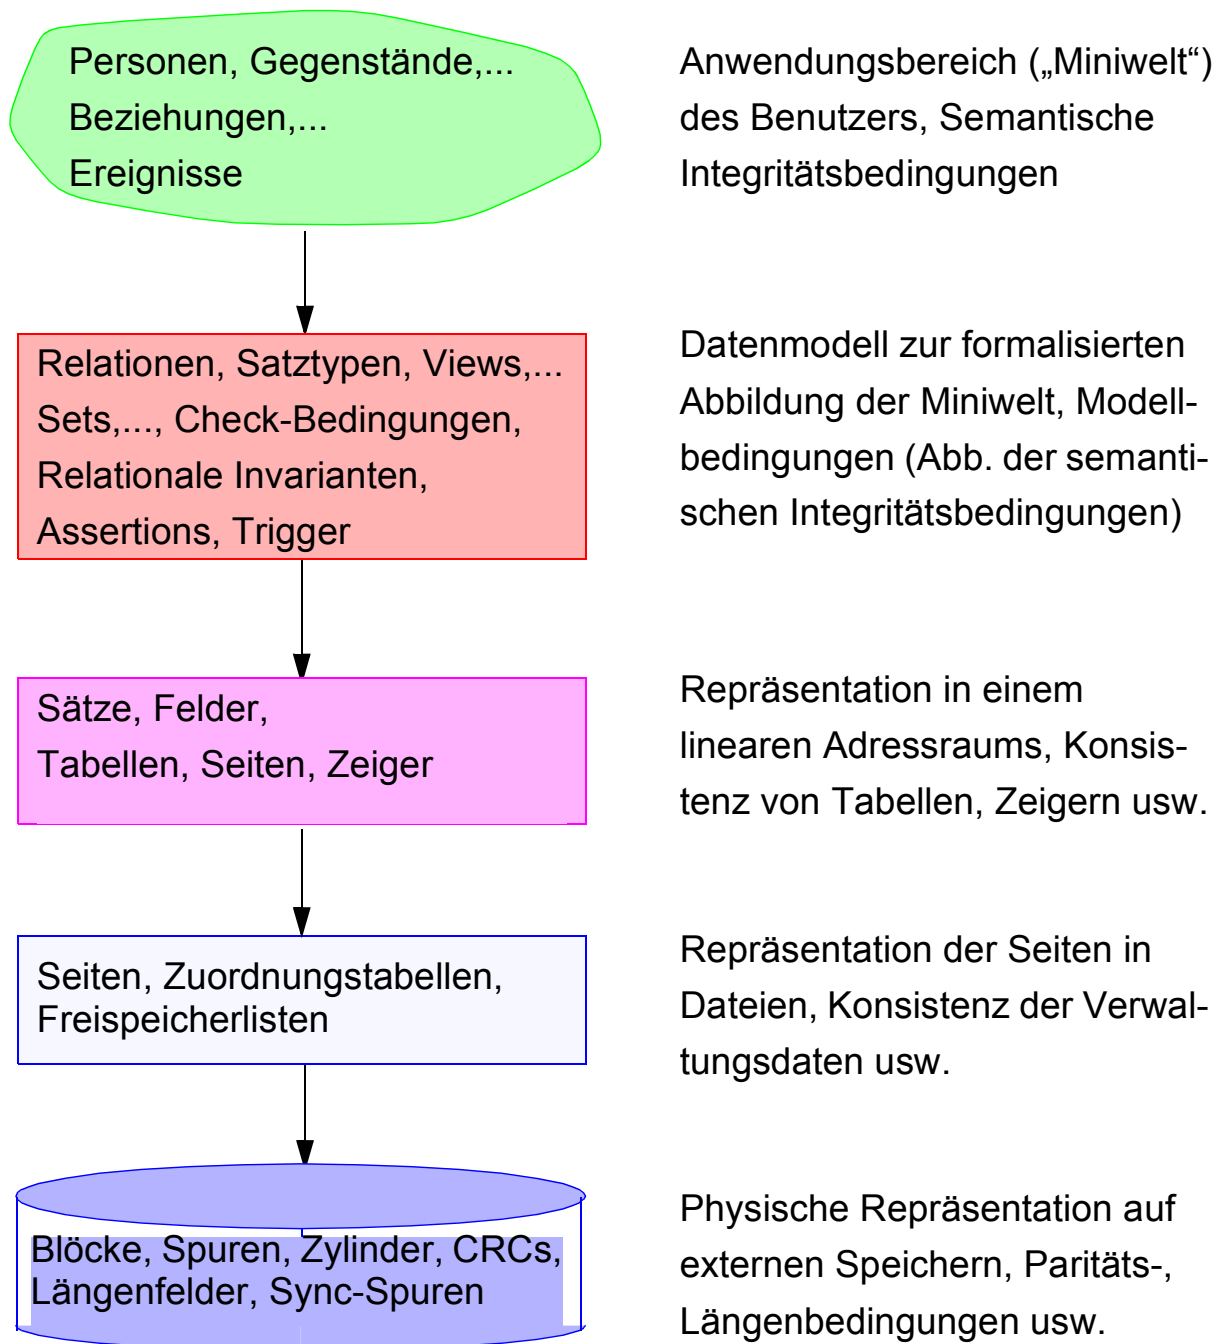 Personen, Gegenstände,...
Beziehungen,...
Ereignisse
Anwendungsbereich („Miniwelt“)
des Benutzers, Semantische
Integritätsbedingungen
Relationen, Satztypen, Views,...
Sets,..., Check-Bedingungen,
Relationale Invarianten,
Assertions, Trigger
Datenmodell zur formalisierten
Abbildung der Miniwelt, Modell-
bedingungen (Abb. der semanti-
schen Integritätsbedingungen)
Sätze, Felder,
Tabellen, Seiten, Zeiger
Repräsentation in einem
linearen Adressraums, Konsis-
tenz von Tabellen, Zeigern usw.
Seiten, Zuordnungstabellen,
Freispeicherlisten
Repräsentation der Seiten in
Dateien, Konsistenz der Verwal-
tungsdaten usw.
Blöcke, Spuren, Zylinder, CRCs,
Längenfelder, Sync-Spuren
Physische Repräsentation auf
externen Speichern, Paritäts-,
Längenbedingungen usw.